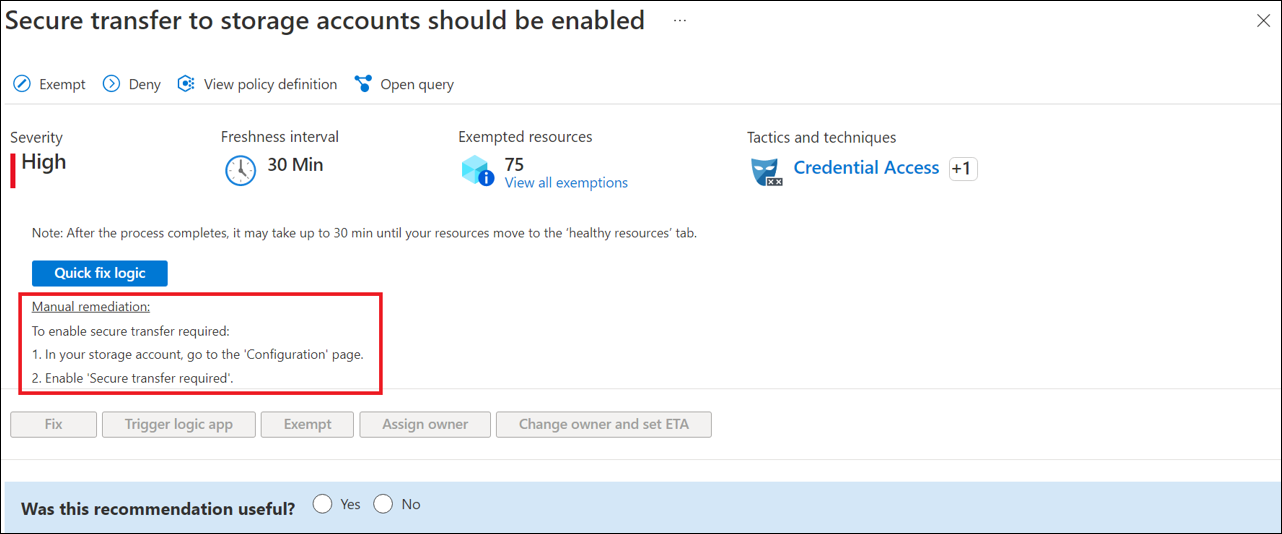 Secure transfer to storage accounts should be enabled ...
Exempt Deny View policy definition Open query
Severity Freshness interval Exempted resources Tactics and techniques
High 30 Min 75 Credential Access +1
View all exemptions
Note: After the process completes, it may take up to 30 min until your resources move to the 'healthy resources' tab.
Quick fix logic
Manual remediation:
To enable secure transfer required:
1. In your storage account, go to the 'Configuration' page.
2. Enable 'Secure transfer required'.
Fix Trigger logic app Exempt Assign owner Change owner and set ETA
Was this recommendation useful? Yes No